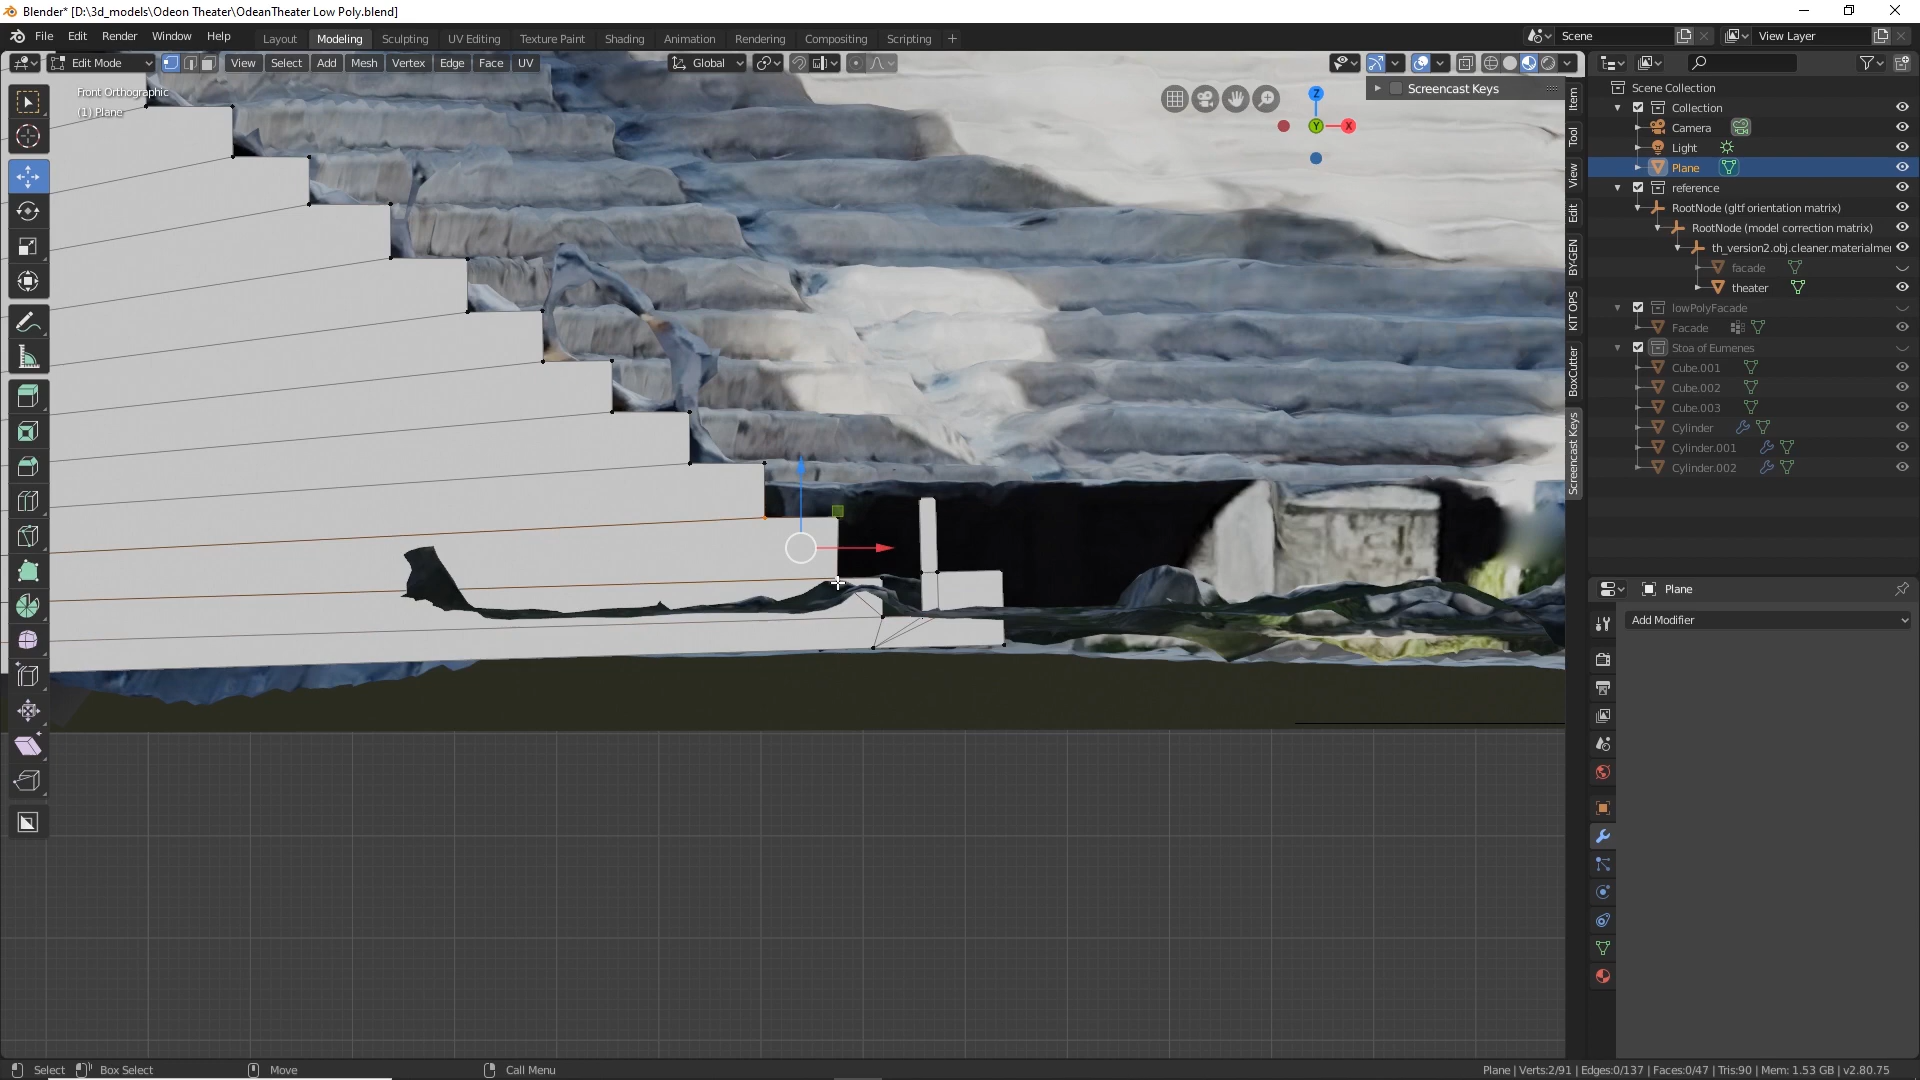 Blender* [D:\3d_models\Odeon Theater\OdeanTheater Low Poly.blend]
File Edit Render Window Help Layout Modeling Sculpting UV Editing Texture Paint Shading Animation Rendering Compositing Scripting + Scene View Layer
Edit Mode View Select Add Mesh Vertex Edge Face UV Global
Front Orthographic
(1) Plane
Screencast Keys
Z
Y
X
Item
Tool
View
Edit
BY-GEN
KIT OPS
BoxCutter
Screencast Keys
Scene Collection
Collection
Camera
Light
Plane
reference
RootNode (gltf orientation matrix)
RootNode (model correction matrix)
th_version2.obj.cleaner.materialmer
facade
theater
lowPolyFacade
Facade
Stoa of Eumenes
Cube.001
Cube.002
Cube.003
Cylinder
Cylinder.001
Cylinder.002
Plane
Add Modifier
Select Box Select Move Call Menu Plane | Verts:2/91 | Edges:0/137 | Faces:0/47 | Tris:90 | Mem: 1.53 GB | v2.80.75